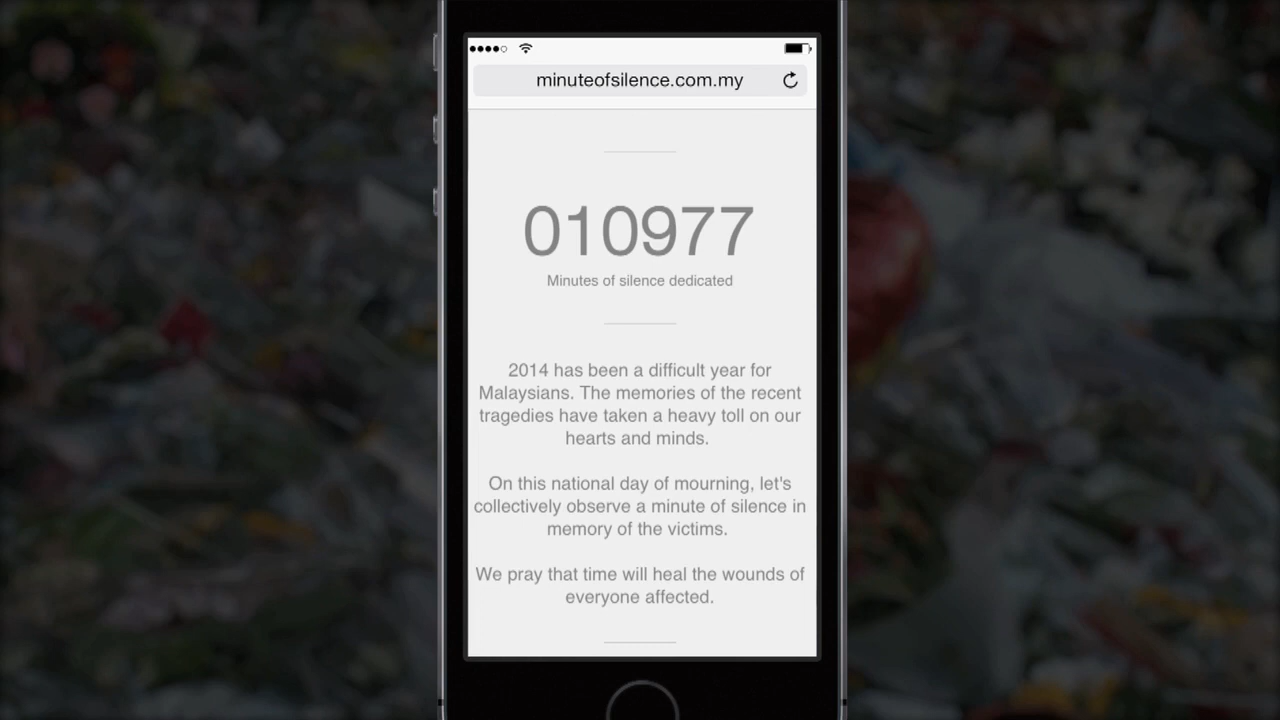 minuteofsilence.com.my
010977
Minutes of silence dedicated
2014 has been a difficult year for
Malaysians. The memories of the recent
tragedies have taken a heavy toll on our
hearts and minds.
On this national day of mourning, let's
collectively observe a minute of silence in
memory of the victims.
We pray that time will heal the wounds of
everyone affected.